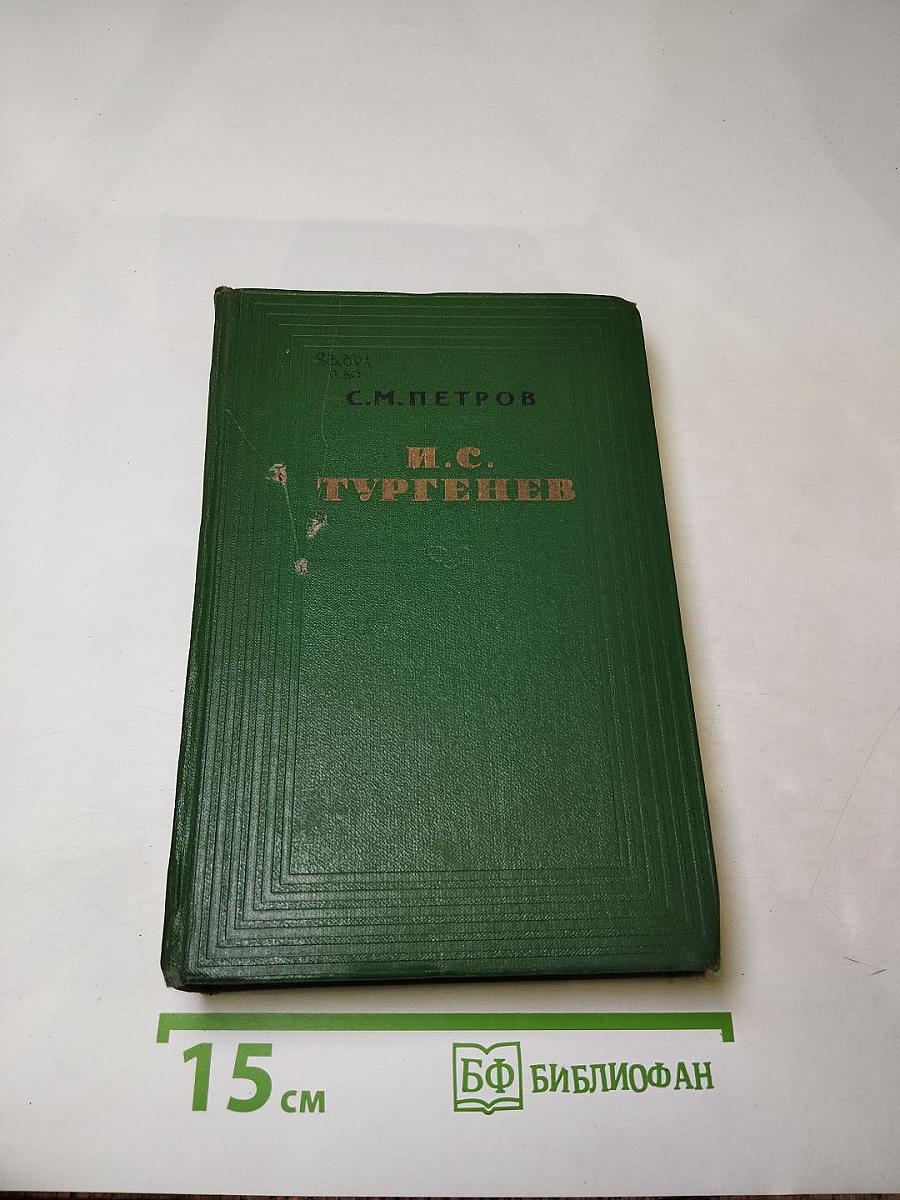 С.М.ПЕТРОВ
И.С.
ТУРГЕНЕВ
15 см
БФ БИБЛИОФАН